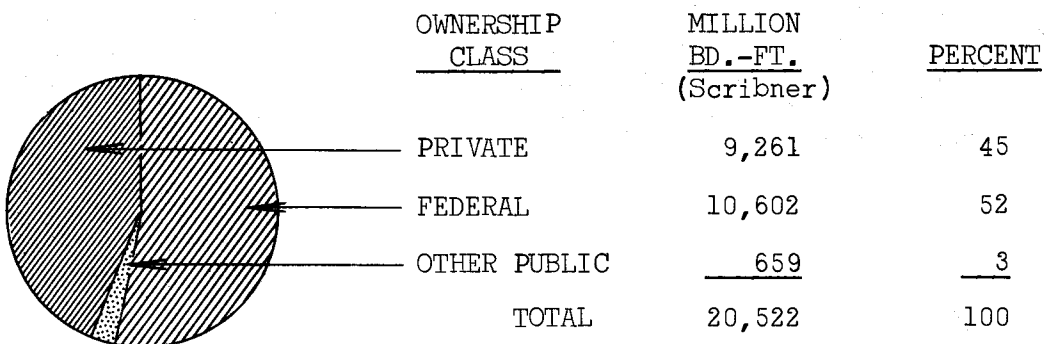 OWNERSHIP MILLION
CLASS BD.-FT. PERCENT
(Scribner)
PRIVATE 9,261 45
FEDERAL 10,602 52
OTHER PUBLIC 659 3
TOTAL 20,522 100